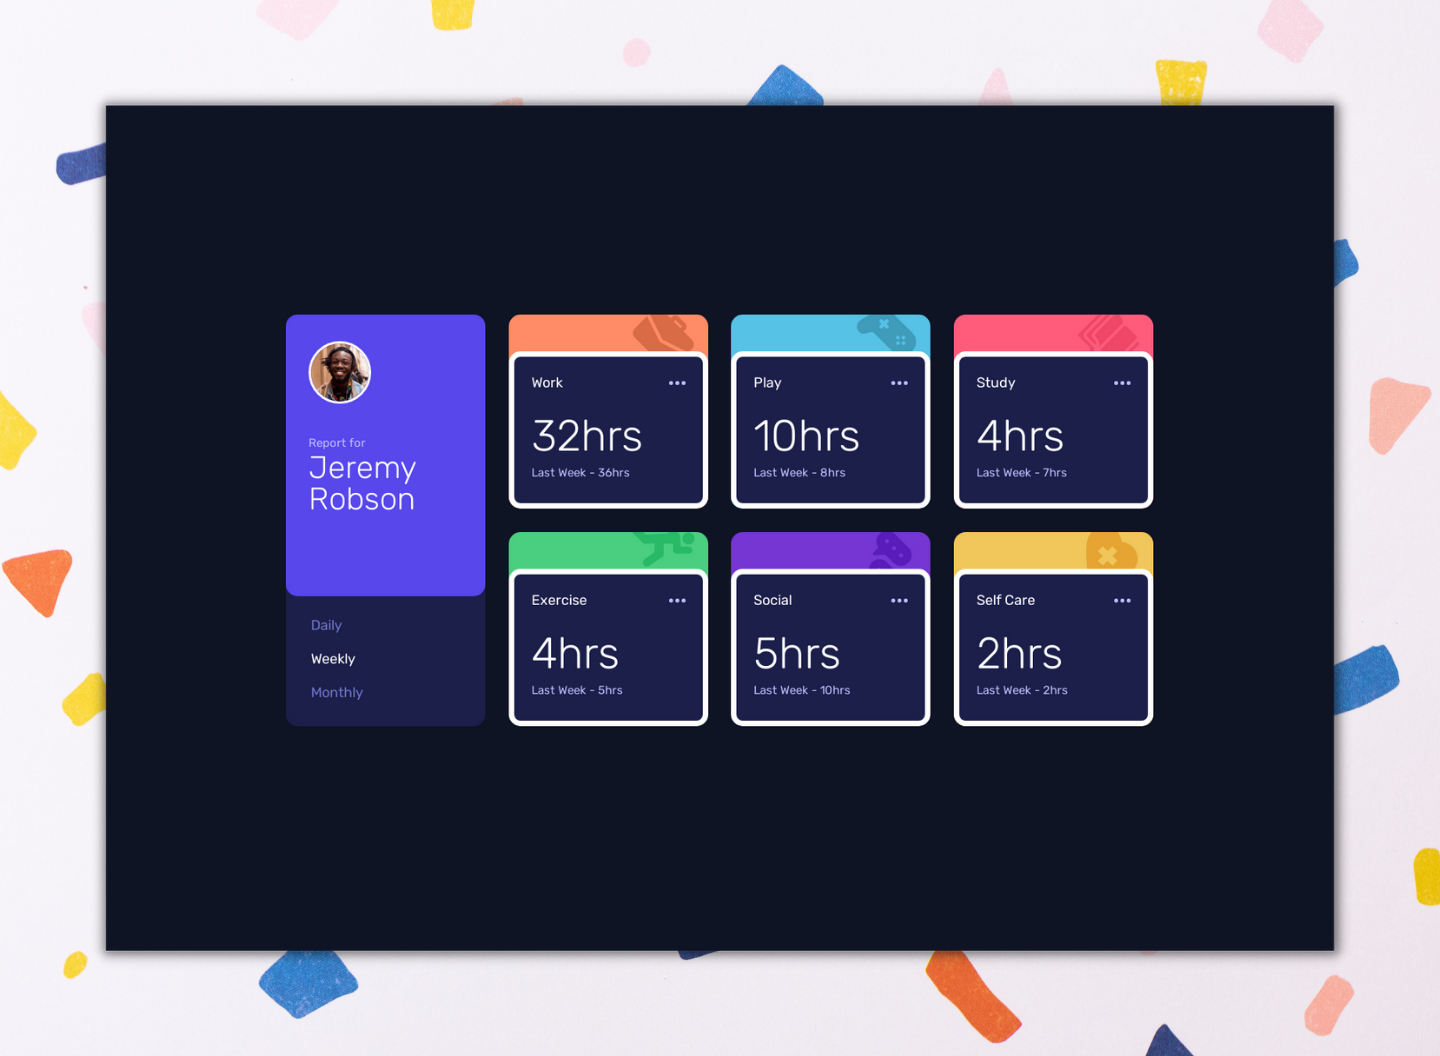 Report for
Jeremy
Robson
Daily
Weekly
Monthly
Work
32hrs
Last Week - 36hrs
Play
10hrs
Last Week - 8hrs
Study
4hrs
Last Week - 7hrs
Exercise
4hrs
Last Week - 5hrs
Social
5hrs
Last Week - 10hrs
Self Care
2hrs
Last Week - 2hrs